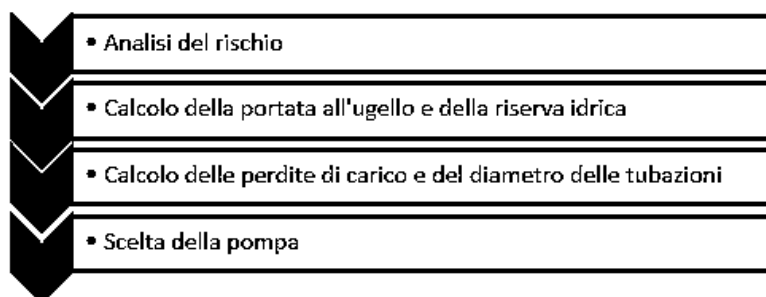 • Analisi del rischio
• Calcolo della portata all'ugello e della riserva idrica
• Calcolo delle perdite di carico e del diametro delle tubazioni
• Scelta della pompa